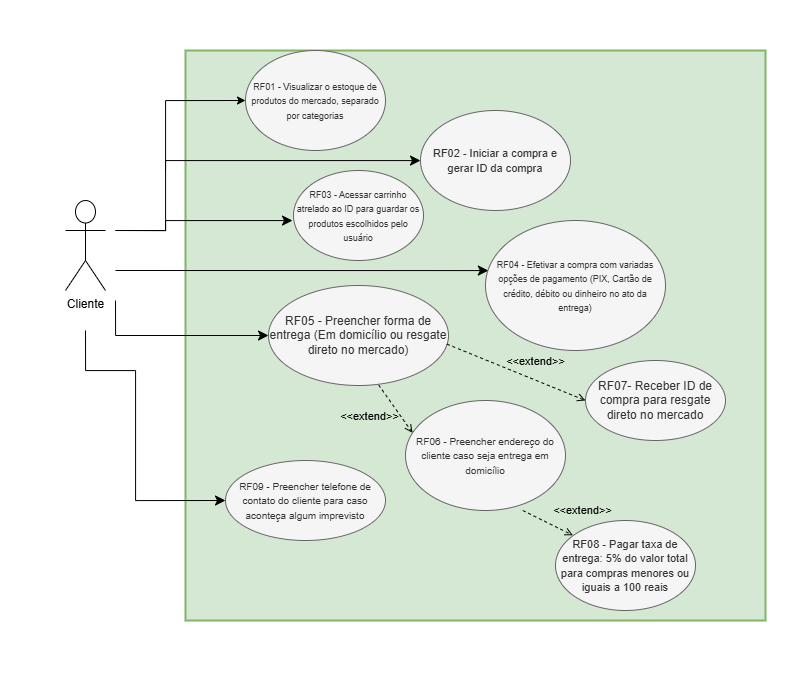 RF01 - Visualizar o estoque de
produtos do mercado, separado
por categorias
RF02 - Iniciar a compra e
gerar ID da compra
RF03 - Acessar carrinho
atrelado ao ID para guardar os
produtos escolhidos pelo
usuário
RF04 - Efetivar a compra com variadas
opções de pagamento (PIX, Cartão de
crédito, débito ou dinheiro no ato da
entrega)
Cliente
RF05 - Preencher forma de
entrega (Em domicílio ou resgate
direto no mercado)
<<extend>>
RF07- Receber ID de
compra para resgate
direto no mercado
<<extend>>
RF06 - Preencher endereço do
cliente caso seja entrega em
domicílio
RF09 - Preencher telefone de
contato do cliente para caso
aconteça algum imprevisto
<<extend>>
RF08 - Pagar taxa de
entrega: 5% do valor total
para compras menores ou
iguais a 100 reais